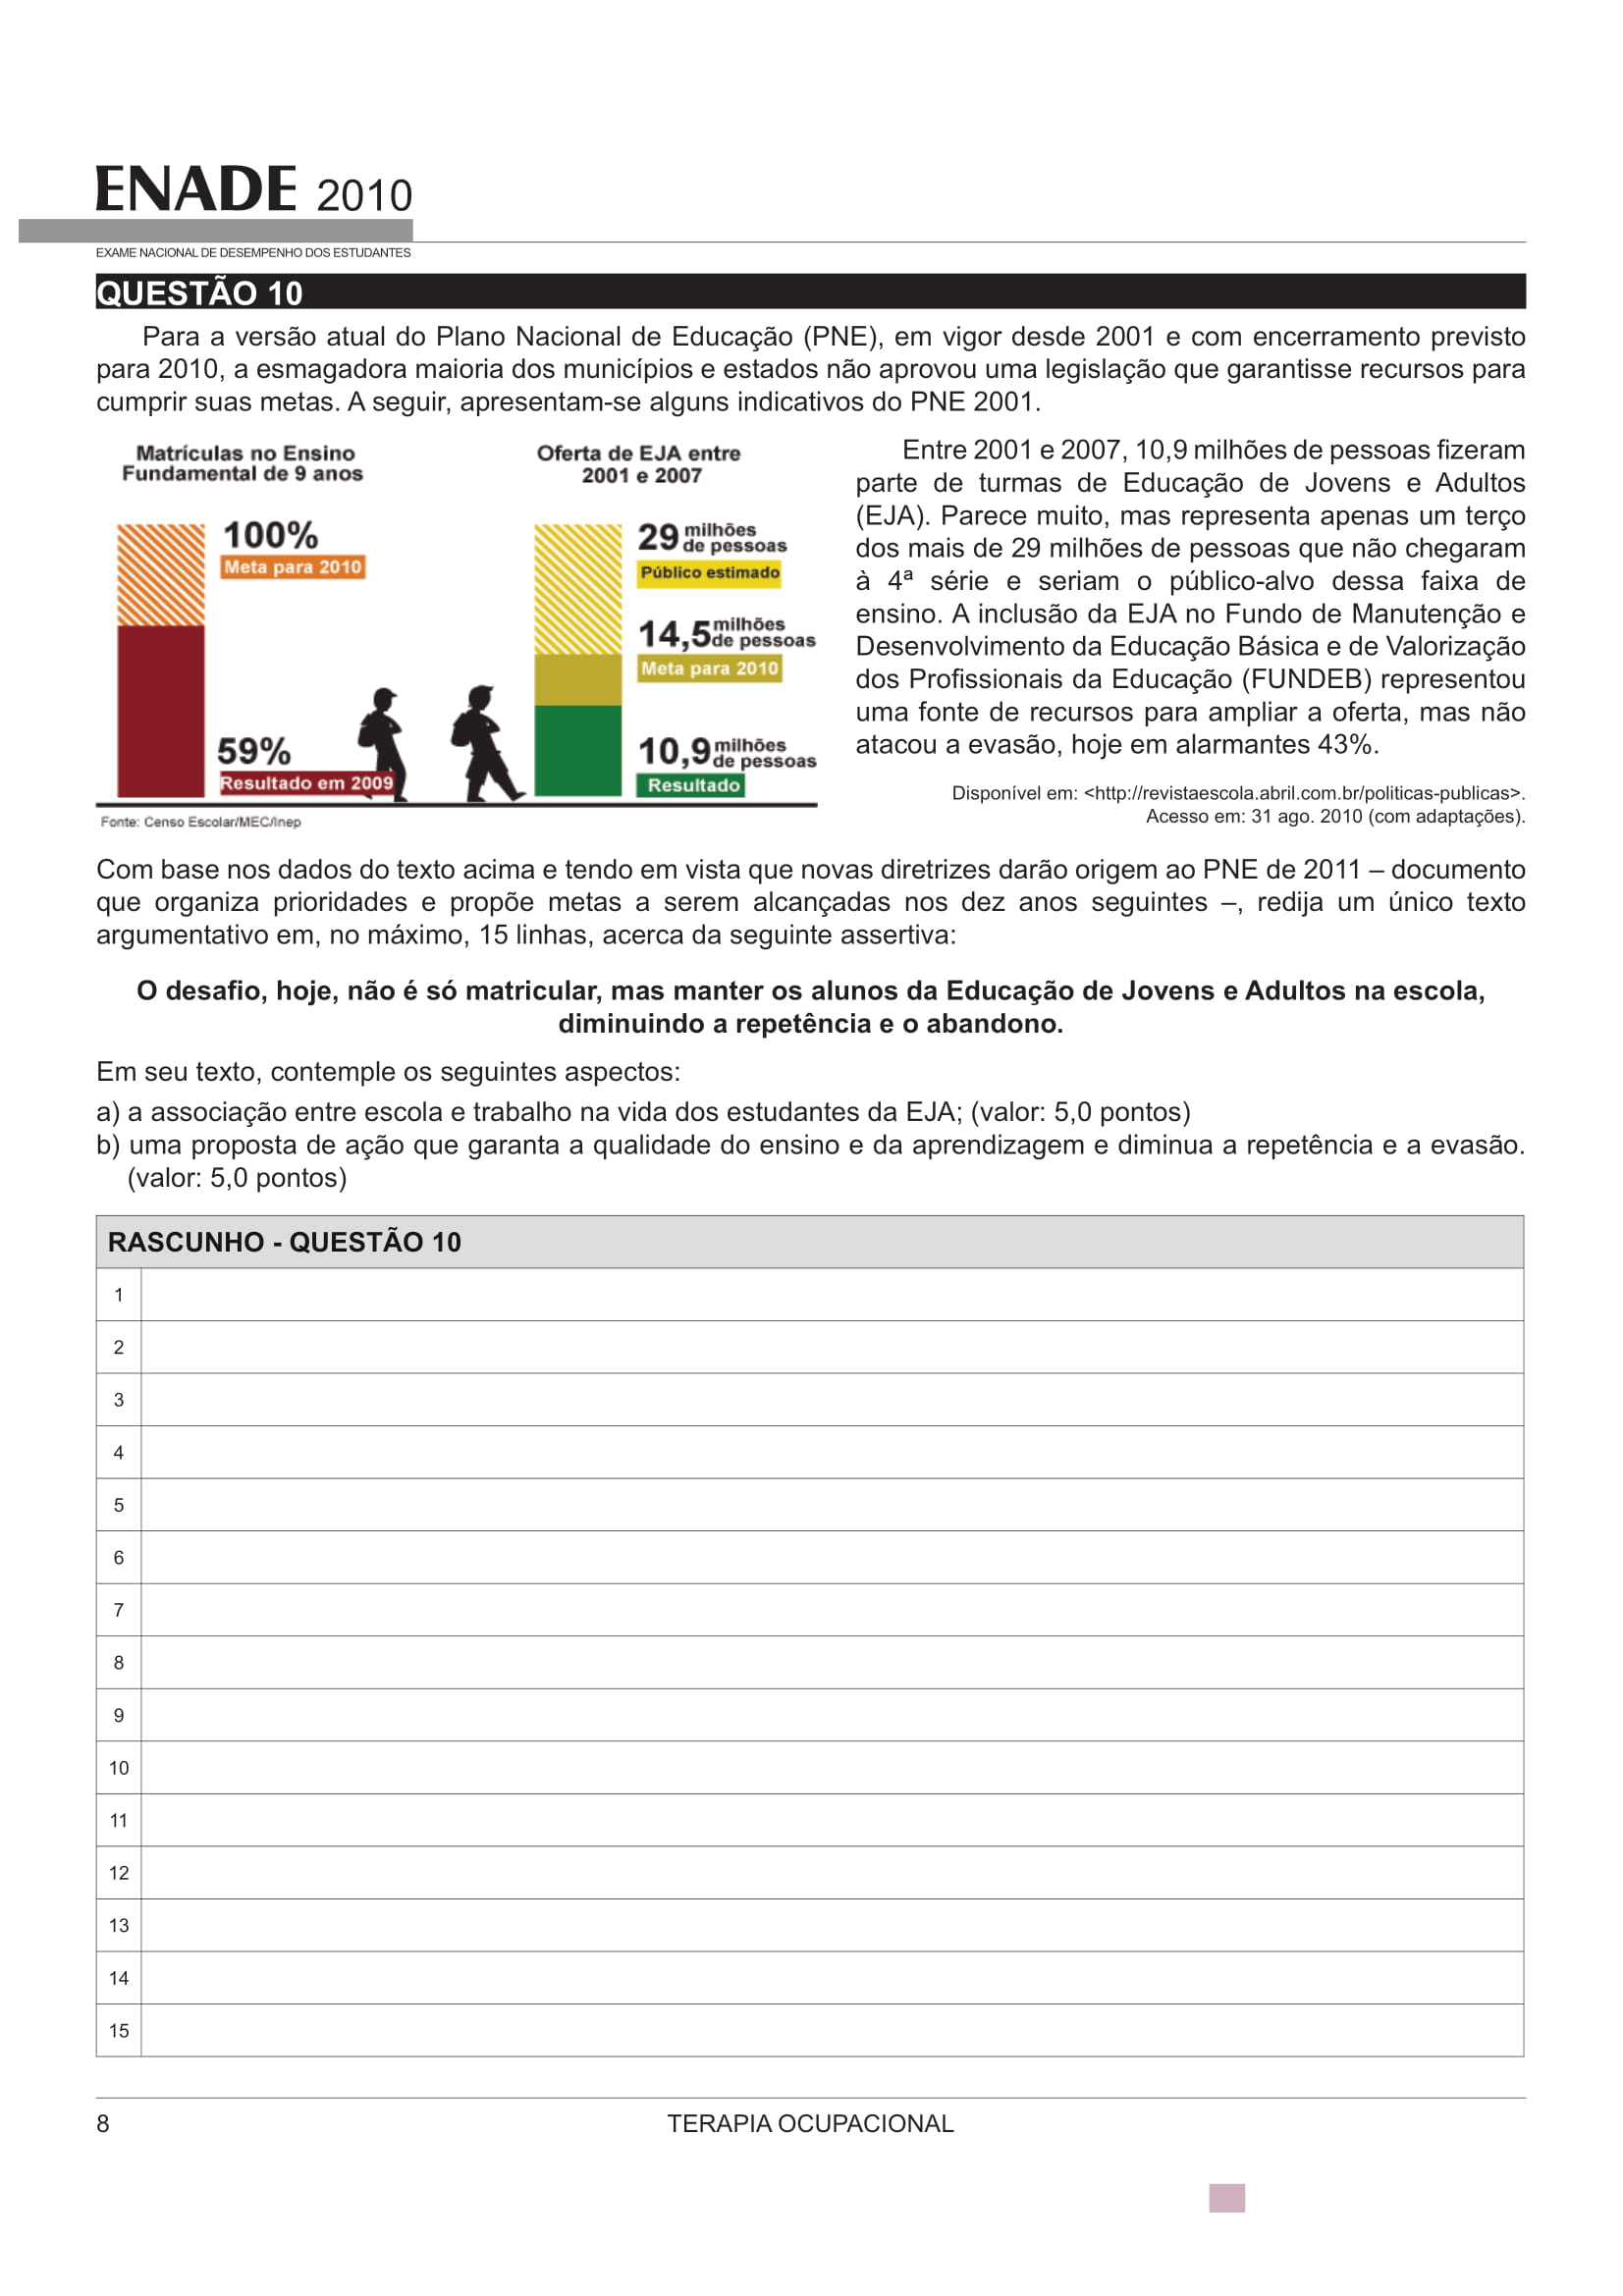 ENADE 2010
EXAME NACIONAL DE DESEMPENHO DOS ESTUDANTES
QUESTÃO 10
Para a versão atual do Plano Nacional de Educação (PNE), em vigor desde 2001 e com encerramento previsto
para 2010, a esmagadora maioria dos municípios e estados não aprovou uma legislação que garantisse recursos para
cumprir suas metas. A seguir, apresentam-se alguns indicativos do PNE 2001.
Matrículas no Ensino
Fundamental de 9 anos
100%
Meta para 2010
59%
Resultado em 2009
Oferta de EJA entre
2001 e 2007
29 milhões
de pessoas
Público estimado
14,5 milhões
de pessoas
Meta para 2010
10,9 milhões
de pessoas
Resultado
Fonte: Censo Escolar/MEC/Inep
Entre 2001 e 2007, 10,9 milhões de pessoas fizeram
parte de turmas de Educação de Jovens e Adultos
(EJA). Parece muito, mas representa apenas um terço
dos mais de 29 milhões de pessoas que não chegaram
à 4ª série e seriam o público-alvo dessa faixa de
ensino. A inclusão da EJA no Fundo de Manutenção e
Desenvolvimento da Educação Básica e de Valorização
dos Profissionais da Educação (FUNDEB) representou
uma fonte de recursos para ampliar a oferta, mas não
atacou a evasão, hoje em alarmantes 43%.
Disponível em: <http://revistaescola.abril.com.br/politicas-publicas>.
Acesso em: 31 ago. 2010 (com adaptações).
Com base nos dados do texto acima e tendo em vista que novas diretrizes darão origem ao PNE de 2011 – documento
que organiza prioridades e propõe metas a serem alcançadas nos dez anos seguintes –, redija um único texto
argumentativo em, no máximo, 15 linhas, acerca da seguinte assertiva:
O desafio, hoje, não é só matricular, mas manter os alunos da Educação de Jovens e Adultos na escola,
diminuindo a repetência e o abandono.
Em seu texto, contemple os seguintes aspectos:
a) a associação entre escola e trabalho na vida dos estudantes da EJA; (valor: 5,0 pontos)
b) uma proposta de ação que garanta a qualidade do ensino e da aprendizagem e diminua a repetência e a evasão.
(valor: 5,0 pontos)
RASCUNHO - QUESTÃO 10
1
2
3
4
5
6
7
8
9
10
11
12
13
14
15
8
TERAPIA OCUPACIONAL